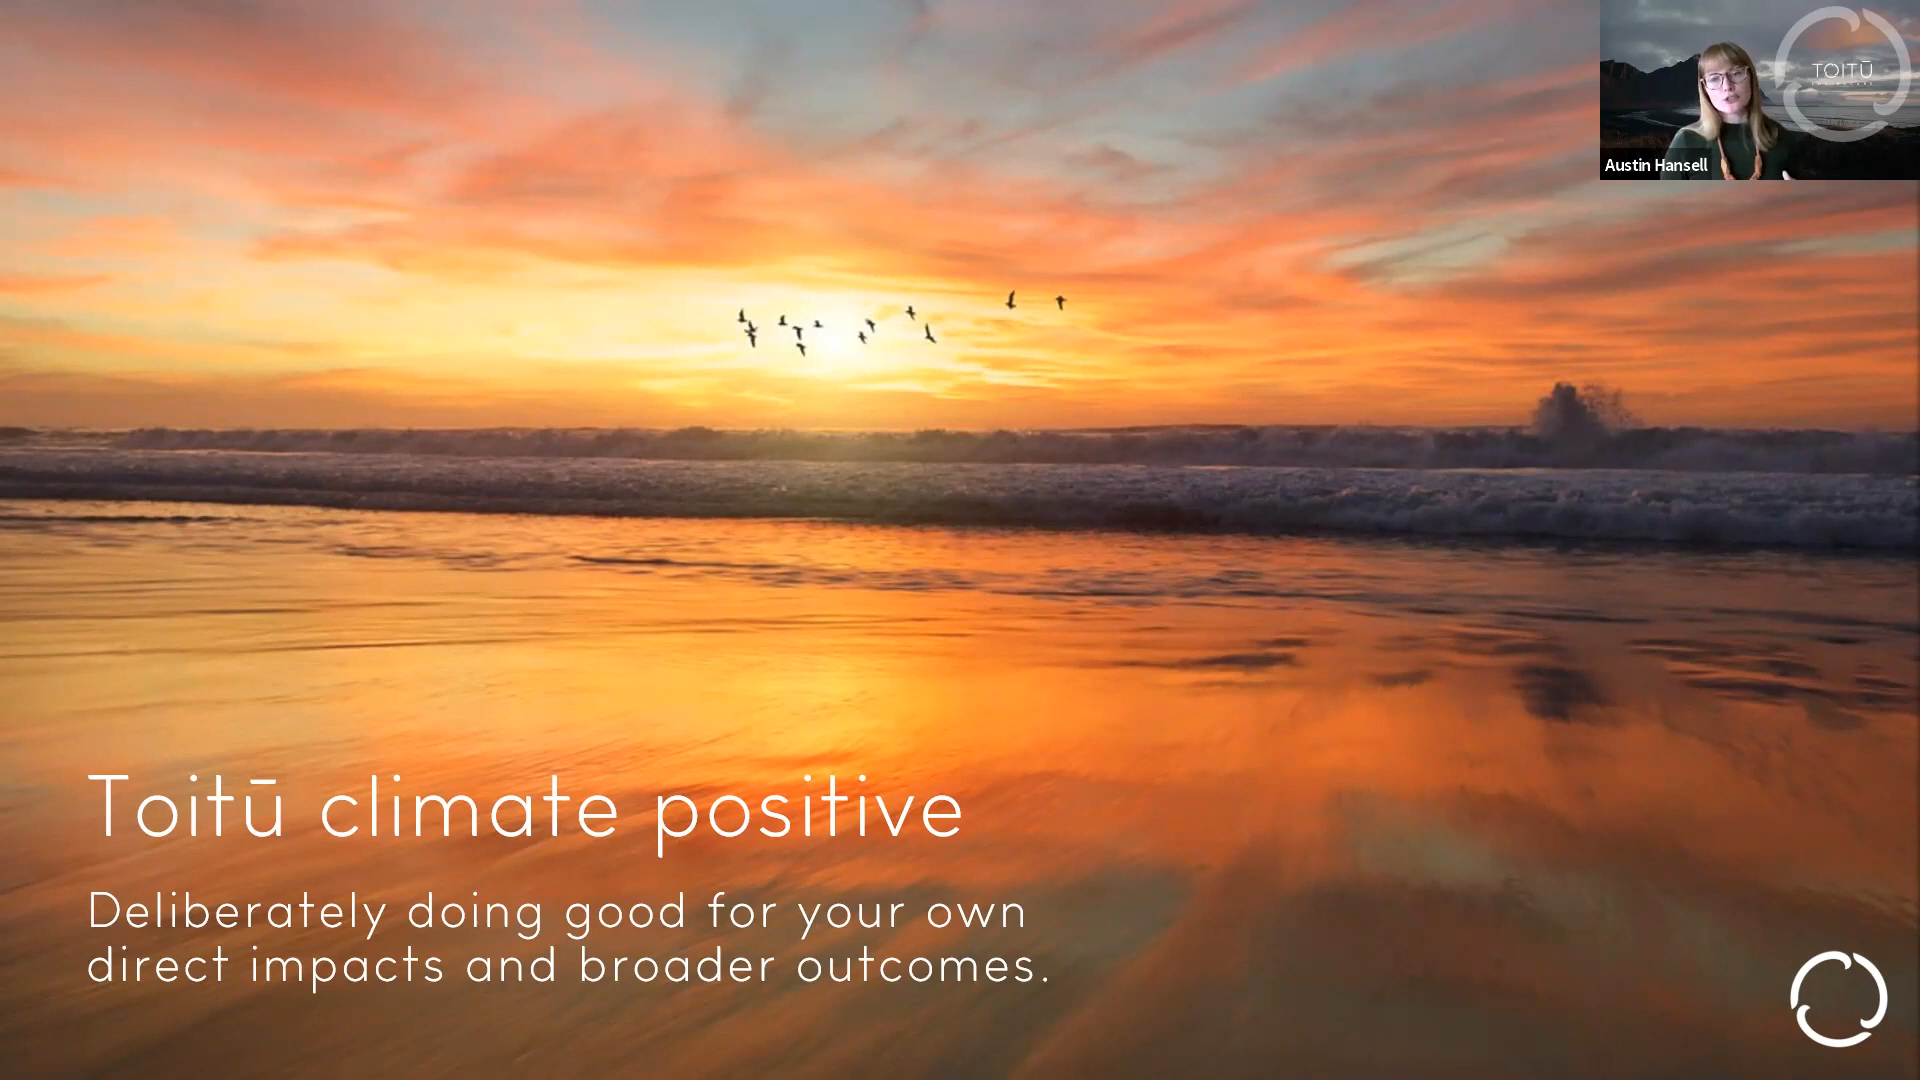 TOITŪ
Austin Hansell
Toitū climate positive
Deliberately doing good for your own
direct impacts and broader outcomes.